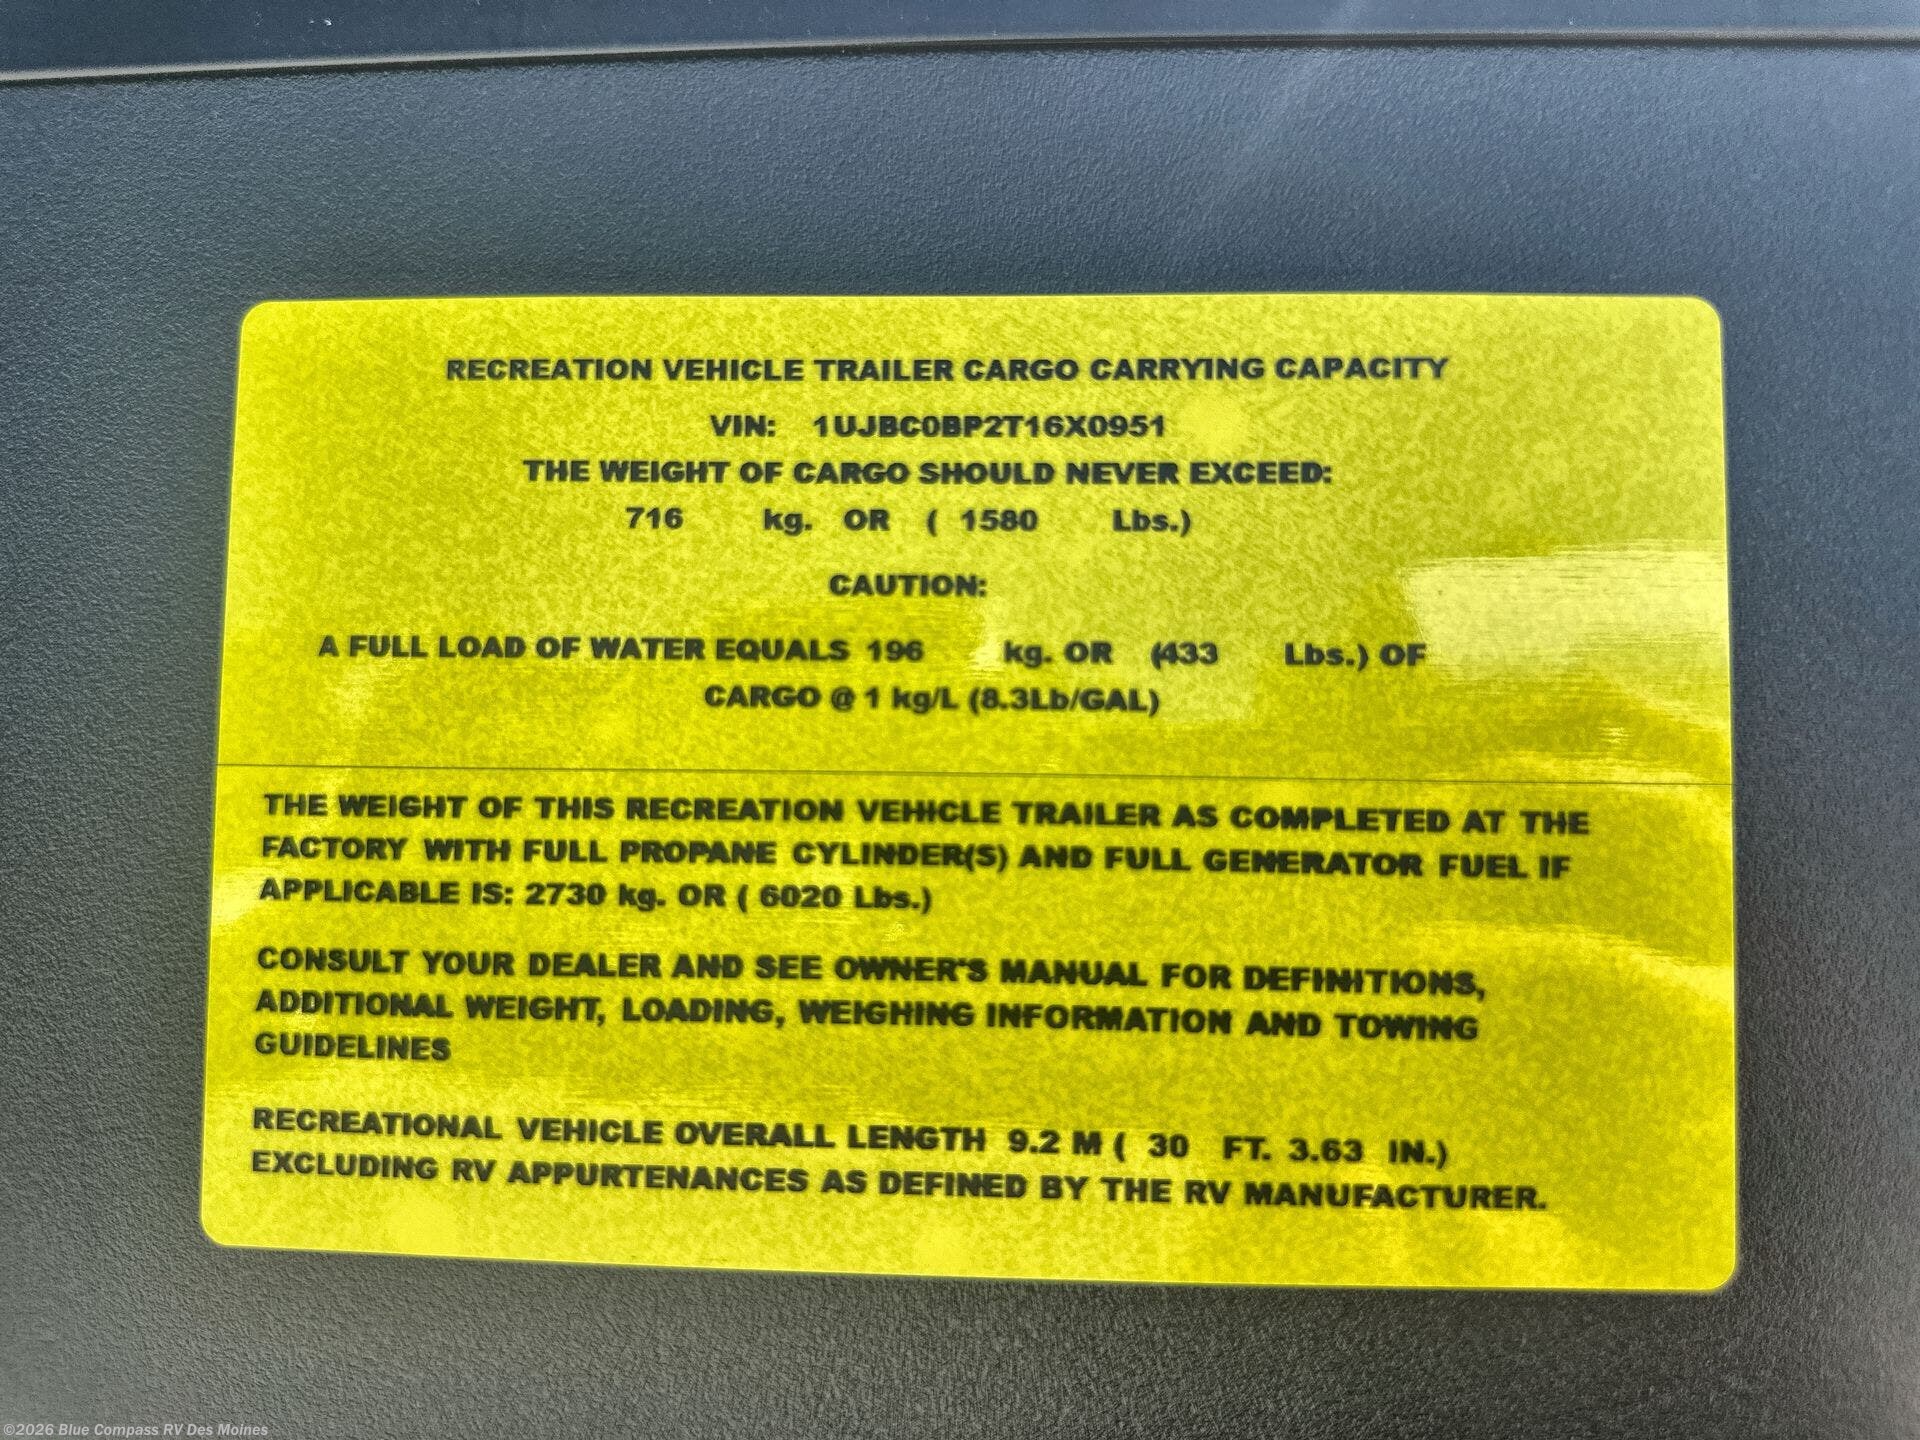 RECREATION VEHICLE TRAILER CARGO CARRYING CAPACITY
VIN: 1UJBC0BP2T16X0951
THE WEIGHT OF CARGO SHOULD NEVER EXCEED:
716 kg. OR ( 1580 Lbs.)
CAUTION:
A FULL LOAD OF WATER EQUALS 196 kg. OR (433 Lbs.) OF
CARGO @ 1 kg/L (8.3Lb/GAL)
THE WEIGHT OF THIS RECREATION VEHICLE TRAILER AS COMPLETED AT THE
FACTORY WITH FULL PROPANE CYLINDER(S) AND FULL GENERATOR FUEL IF
APPLICABLE IS: 2730 kg. OR ( 6020 Lbs.)
CONSULT YOUR DEALER AND SEE OWNER'S MANUAL FOR DEFINITIONS,
ADDITIONAL WEIGHT, LOADING, WEIGHING INFORMATION AND TOWING
GUIDELINES
RECREATIONAL VEHICLE OVERALL LENGTH 9.2 M ( 30 FT. 3.63 IN.)
EXCLUDING RV APPURTENANCES AS DEFINED BY THE RV MANUFACTURER.
©2026 Blue Compass RV Des Moines